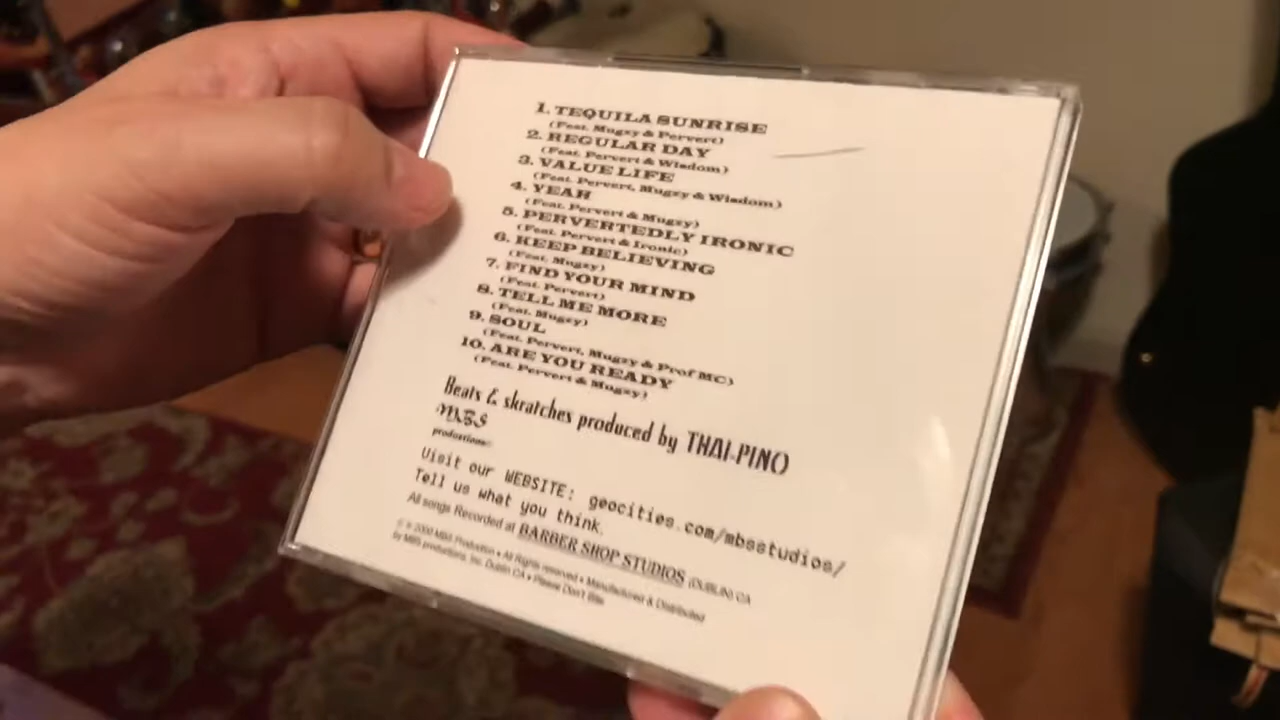 1. TEQUILA SUNRISE
(Feat. Mugzy & Pervert)
2. REGULAR DAY
(Feat. Pervert & Wisdom)
3. VALUE LIFE
(Feat. Pervert, Mugzy & Wisdom)
4. YEAH
(Feat. Pervert & Mugzy)
5. PERVERTEDLY IRONIC
(Feat. Pervert & Ironic)
6. KEEP BELIEVING
(Feat. Mugzy)
7. FIND YOUR MIND
(Feat. Pervert)
8. TELL ME MORE
(Feat. Mugzy)
9. SOUL
(Feat. Pervert, Mugzy & Prof MC)
10. ARE YOU READY
(Feat. Pervert & Mugzy)
Beats & skratches produced by THAI-PINO
MBS
productions
Visit our WEBSITE: geocities.com/mbsstudios/
Tell us what you think.
All songs Recorded at BARBER SHOP STUDIOS (DUBLIN) CA
2000 MBS Production • All Rights reserved • Manufactured & Distributed
by MBS productions, Inc. Dublin CA • Please Don't Bite